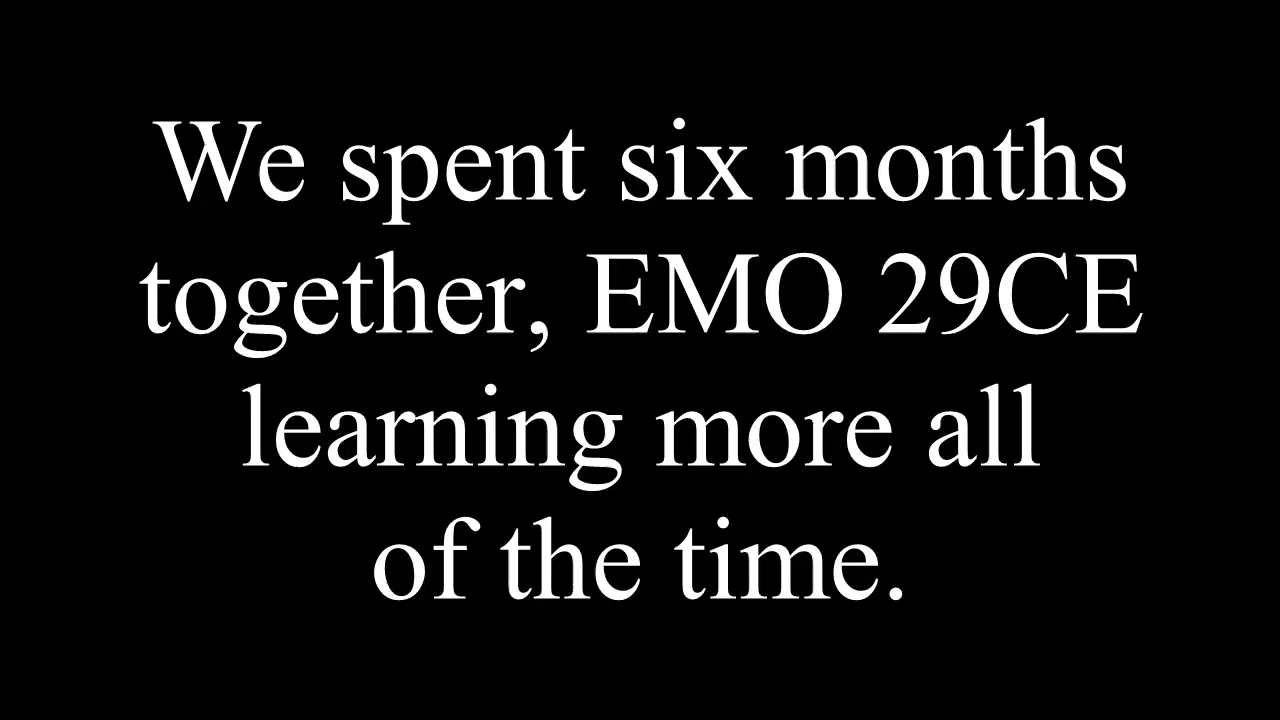 We spent six months
together, EMO 29CE
learning more all
of the time.